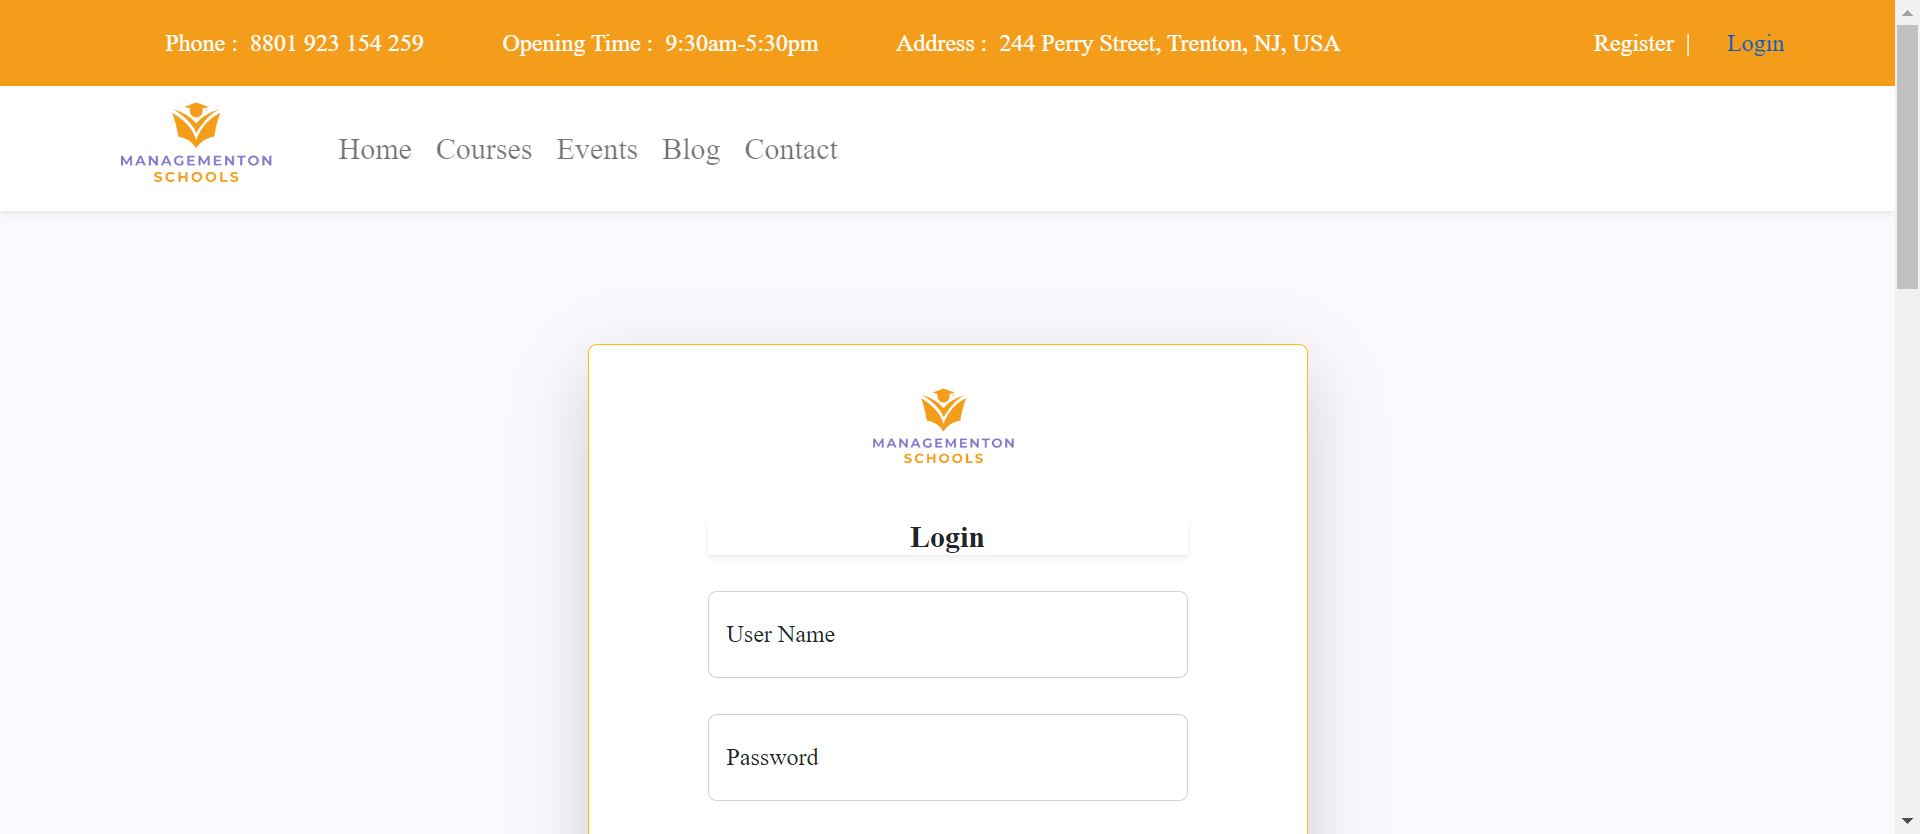 Phone : 8801 923 154 259 Opening Time : 9:30am-5:30pm Address : 244 Perry Street, Trenton, NJ, USA Register | Login
MANAGEMENTON
SCHOOLS
Home Courses Events Blog Contact
MANAGEMENTON
SCHOOLS
Login
User Name
Password